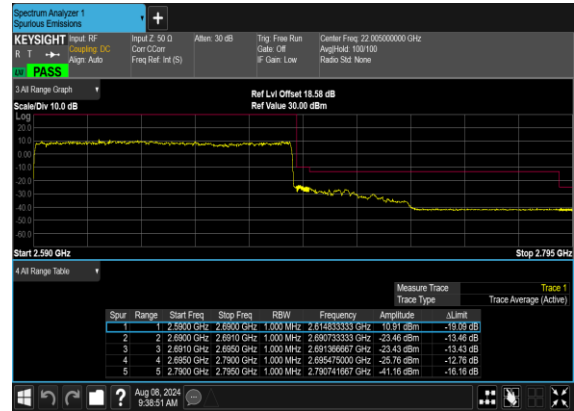 Spectrum Analyzer 1
Spurious Emissions
+
KEYSIGHT
R T
LXI PASS
Input: RF
Coupling: DC
Align: Auto
Input Z: 50 Ω
Corr CCorr
Freq Ref: Int (S)
Atten: 30 dB
Trig: Free Run
Gate: Off
IF Gain: Low
Center Freq: 22.005000000 GHz
Avg|Hold: 100/100
Radio Std: None
3 All Range Graph
Scale/Div 10.0 dB
Ref Lvl Offset 18.58 dB
Ref Value 30.00 dBm
Log
20.0
10.0
0.00
-10.0
-20.0
-30.0
-40.0
-50.0
-60.0
Start 2.590 GHz
Stop 2.795 GHz
4 All Range Table
Measure Trace Trace 1
Trace Type Trace Average (Active)
Spur Range Start Freq Stop Freq RBW Frequency Amplitude ΔLimit
1 1 2.5900 GHz 2.6900 GHz 1.000 MHz 2.614833333 GHz 10.91 dBm -19.09 dB
2 2 2.6900 GHz 2.6910 GHz 1.000 MHz 2.690733333 GHz -23.46 dBm -13.46 dB
3 3 2.6910 GHz 2.6950 GHz 1.000 MHz 2.691366667 GHz -23.43 dBm -13.43 dB
4 4 2.6950 GHz 2.7900 GHz 1.000 MHz 2.695475000 GHz -25.76 dBm -12.76 dB
5 5 2.7900 GHz 2.7950 GHz 1.000 MHz 2.790741667 GHz -41.16 dBm -16.16 dB
?
Aug 08, 2024
9:38:51 AM